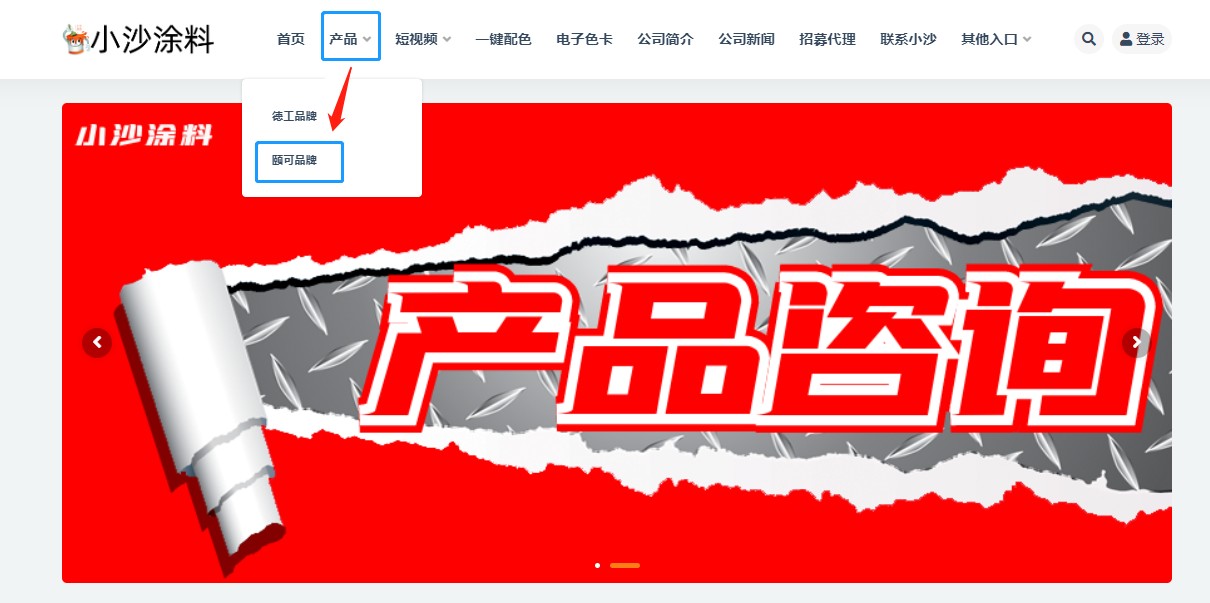 小沙涂料
首页 产品 短视频 一键配色 电子色卡 公司简介 公司新闻 招募代理 联系小沙 其他入口 登录
德工品牌
颐可品牌
小沙涂料
产品咨询